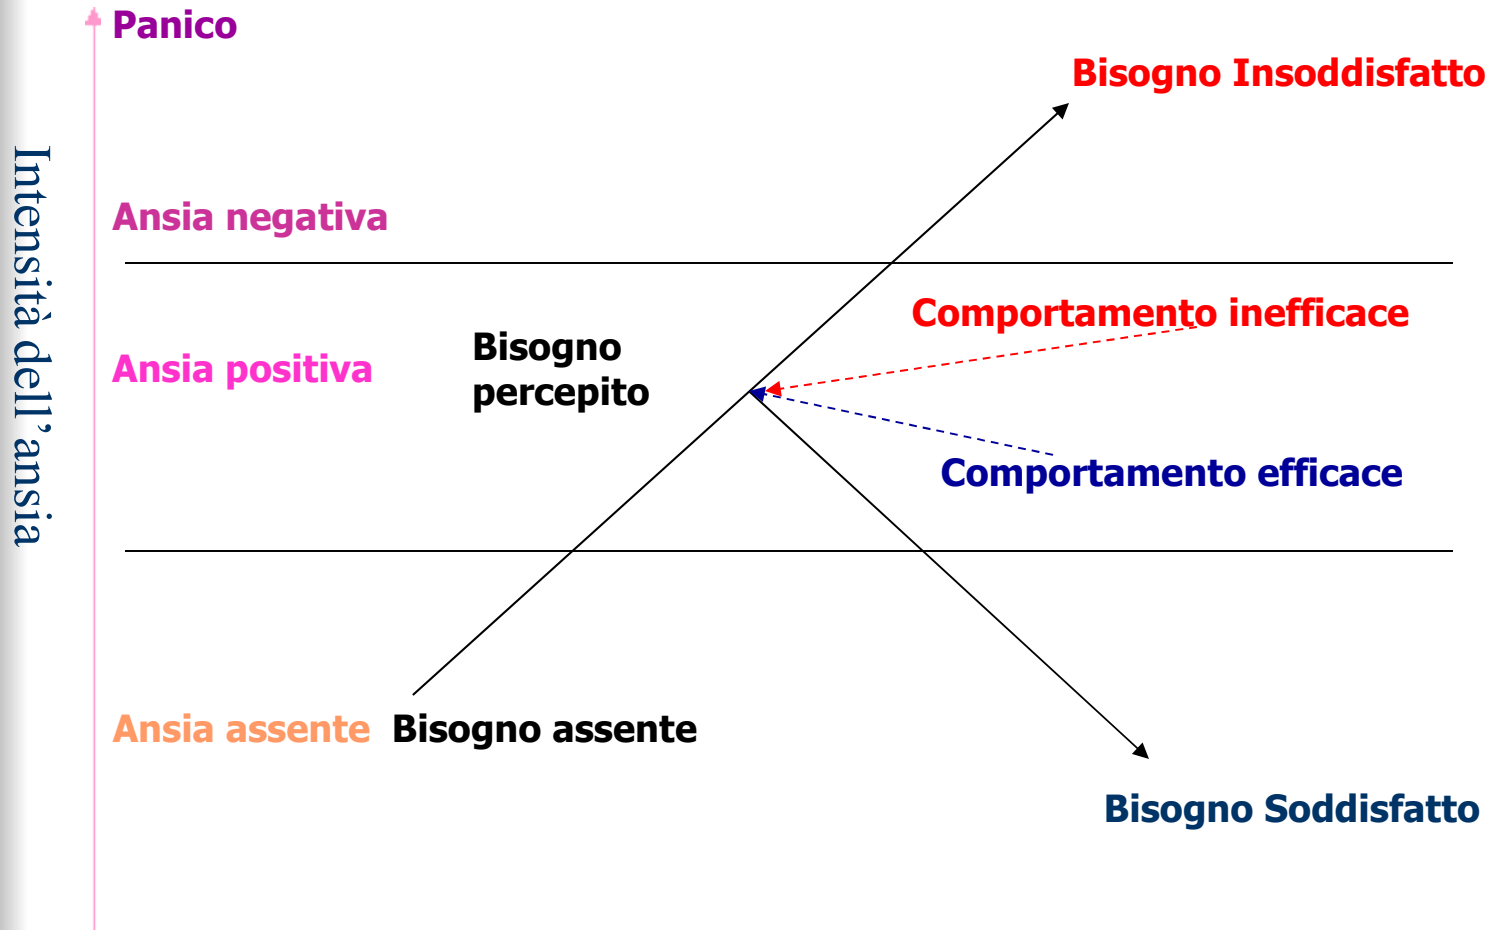 Panico
Bisogno Insoddisfatto
Intensità dell’ansia
Ansia negativa
Comportamento inefficace
Bisogno
percepito
Ansia positiva
Comportamento efficace
Ansia assente Bisogno assente
Bisogno Soddisfatto